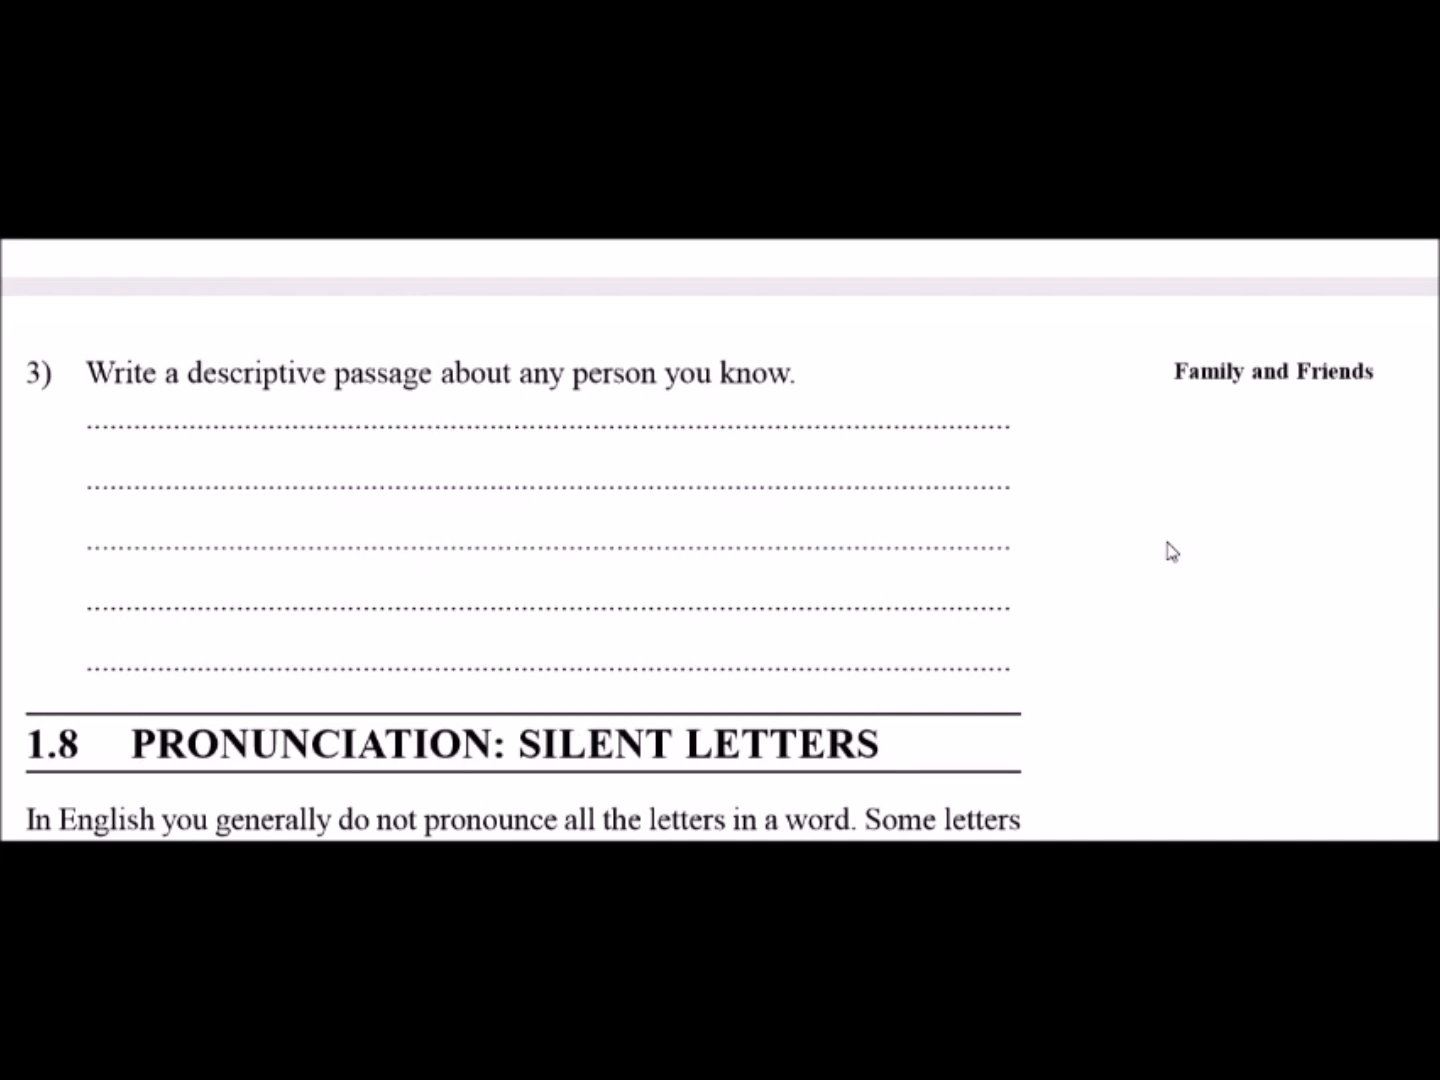 3) Write a descriptive passage about any person you know.
Family and Friends
1.8 PRONUNCIATION: SILENT LETTERS
In English you generally do not pronounce all the letters in a word. Some letters